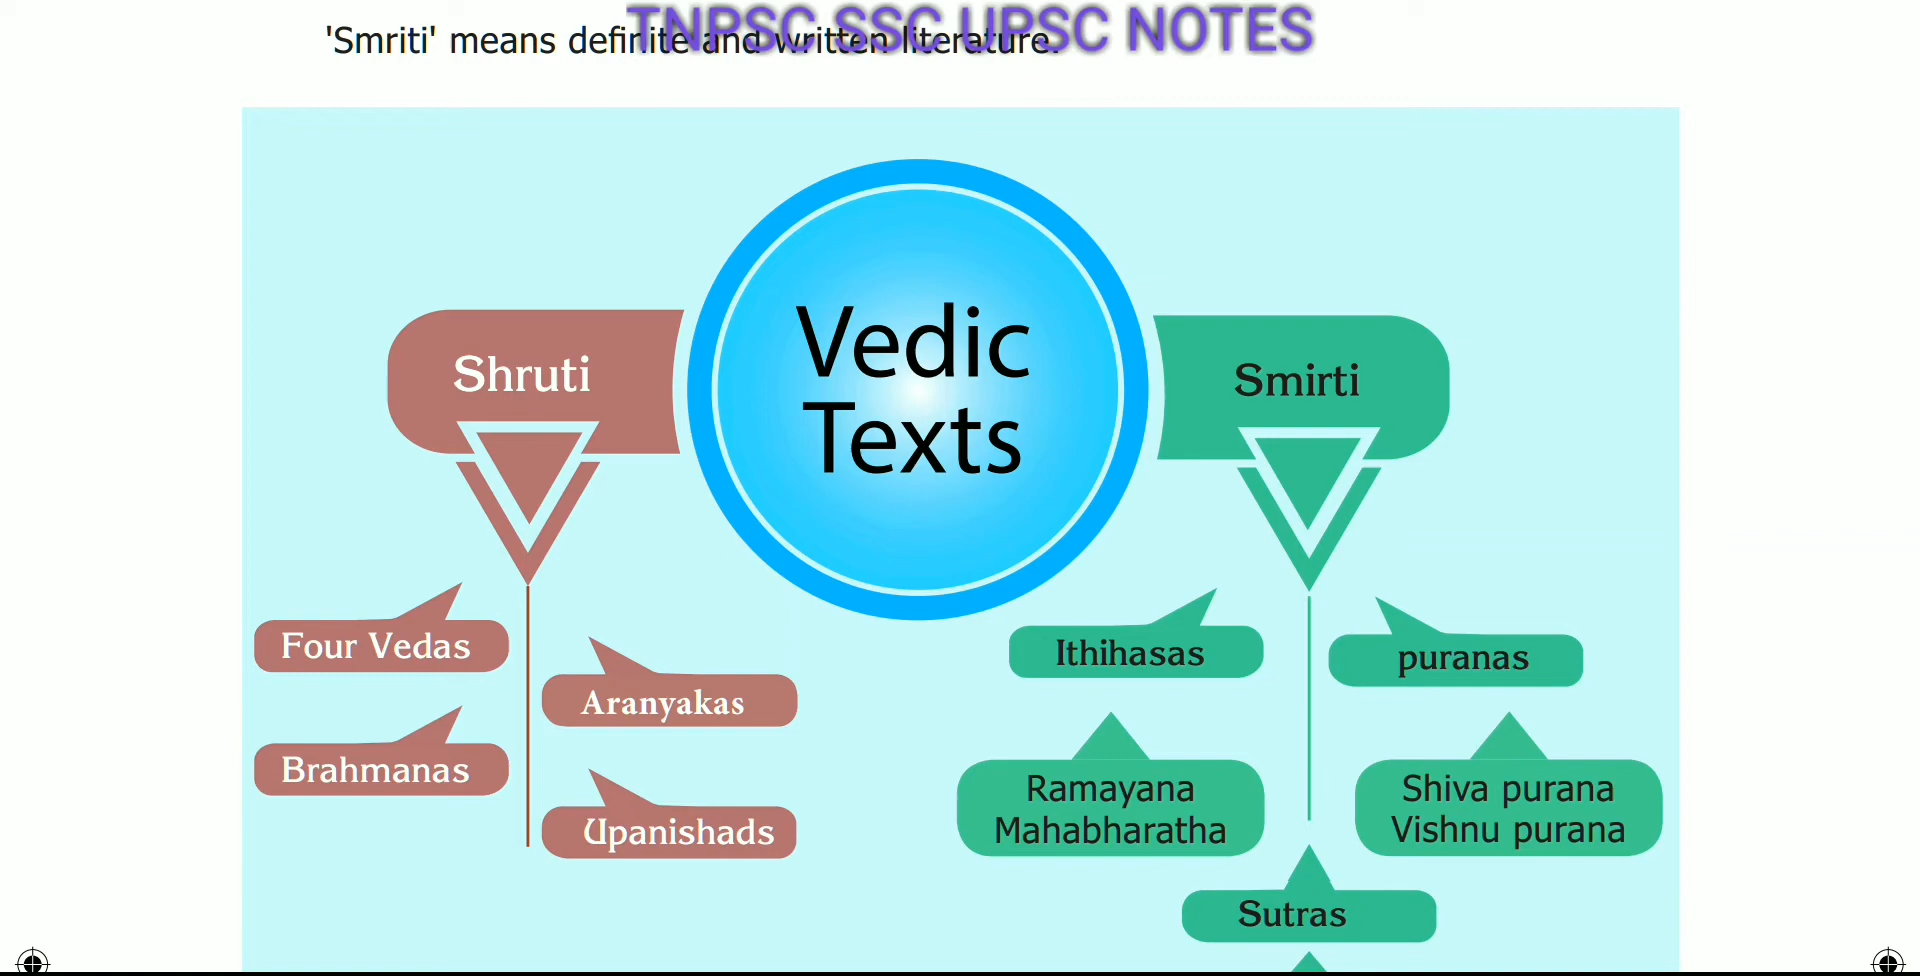 TNPSC SSC UPSC NOTES
'Smriti' means definite and written literature.
Vedic
Texts
Shruti
Four Vedas
Aranyakas
Brahmanas
Upanishads
Smirti
Ithihasas
puranas
Ramayana
Mahabharatha
Shiva purana
Vishnu purana
Sutras